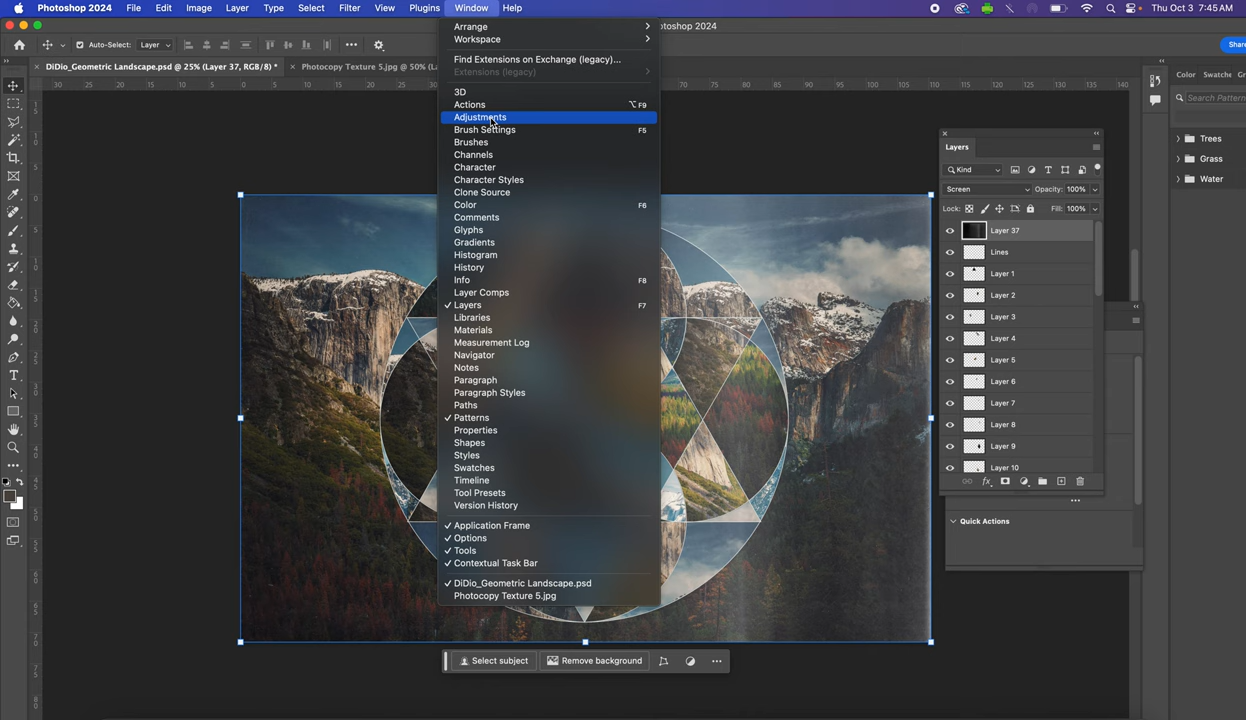 Photoshop 2024 File Edit Image Layer Type Select Filter View Plugins Window Help Thu Oct 3 7:45 AM
otoshop 2024
Auto-Select: Layer
Share
DiDio_Geometric Landscape.psd @ 25% (Layer 37, RGB/8) *
Photocopy Texture 5.jpg @ 50% (La
Arrange
Workspace
Find Extensions on Exchange (legacy)...
Extensions (legacy)
3D
Actions ⌥ F9
Adjustments
Brush Settings F5
Brushes
Channels
Character
Character Styles
Clone Source
Color F6
Comments
Glyphs
Gradients
Histogram
History
Info F8
Layer Comps
✓ Layers F7
Libraries
Materials
Measurement Log
Navigator
Notes
Paragraph
Paragraph Styles
Paths
✓ Patterns
Properties
Shapes
Styles
Swatches
Timeline
Tool Presets
Version History
✓ Application Frame
✓ Options
✓ Tools
✓ Contextual Task Bar
✓ DiDio_Geometric Landscape.psd
Photocopy Texture 5.jpg
Select subject Remove background
Layers
Kind
Screen Opacity: 100%
Lock: Fill: 100%
Layer 37
Lines
Layer 1
Layer 2
Layer 3
Layer 4
Layer 5
Layer 6
Layer 7
Layer 8
Layer 9
Layer 10
Quick Actions
Color Swatche Gr
Search Pattern
Trees
Grass
Water